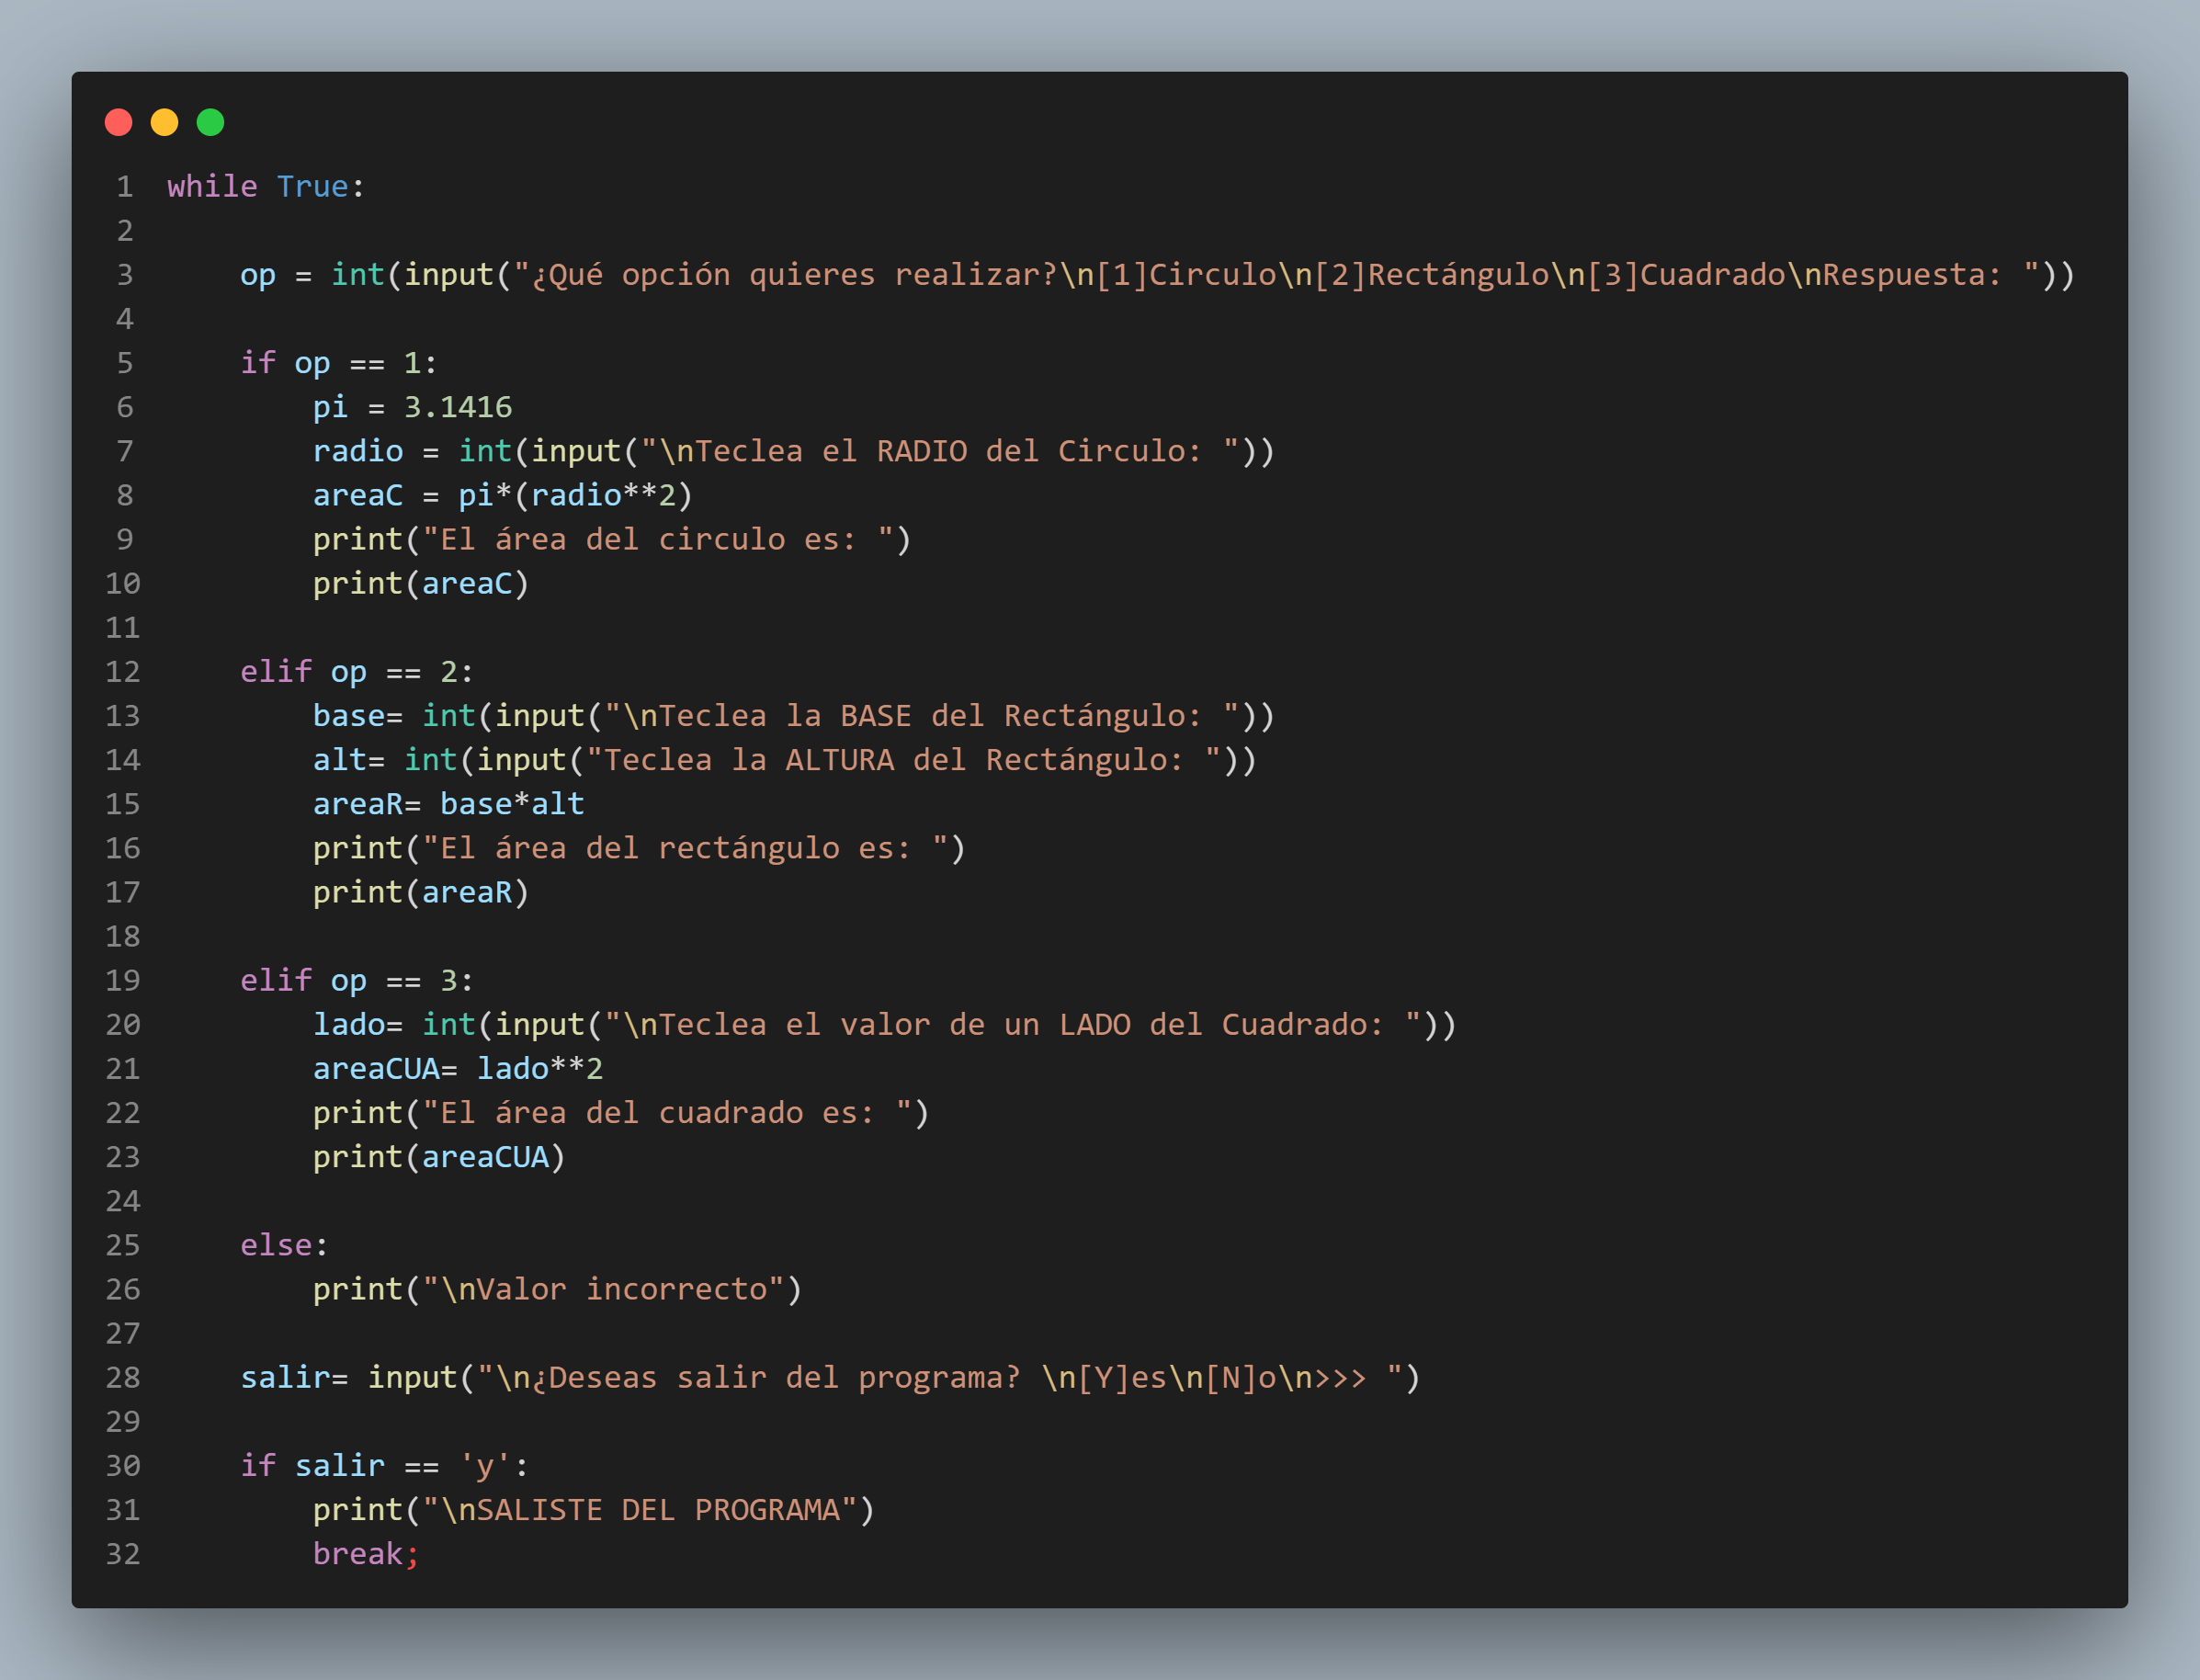 1 while True:
2
3     op = int(input("¿Qué opción quieres realizar?\n[1]Circulo\n[2]Rectángulo\n[3]Cuadrado\nRespuesta: "))
4
5     if op == 1:
6         pi = 3.1416
7         radio = int(input("\nTeclea el RADIO del Circulo: "))
8         areaC = pi*(radio**2)
9         print("El área del circulo es: ")
10         print(areaC)
11
12     elif op == 2:
13         base= int(input("\nTeclea la BASE del Rectángulo: "))
14         alt= int(input("Teclea la ALTURA del Rectángulo: "))
15         areaR= base*alt
16         print("El área del rectángulo es: ")
17         print(areaR)
18
19     elif op == 3:
20         lado= int(input("\nTeclea el valor de un LADO del Cuadrado: "))
21         areaCUA= lado**2
22         print("El área del cuadrado es: ")
23         print(areaCUA)
24
25     else:
26         print("\nValor incorrecto")
27
28     salir= input("\n¿Deseas salir del programa? \n[Y]es\n[N]o\n>>> ")
29
30     if salir == 'y':
31         print("\nSALISTE DEL PROGRAMA")
32         break;